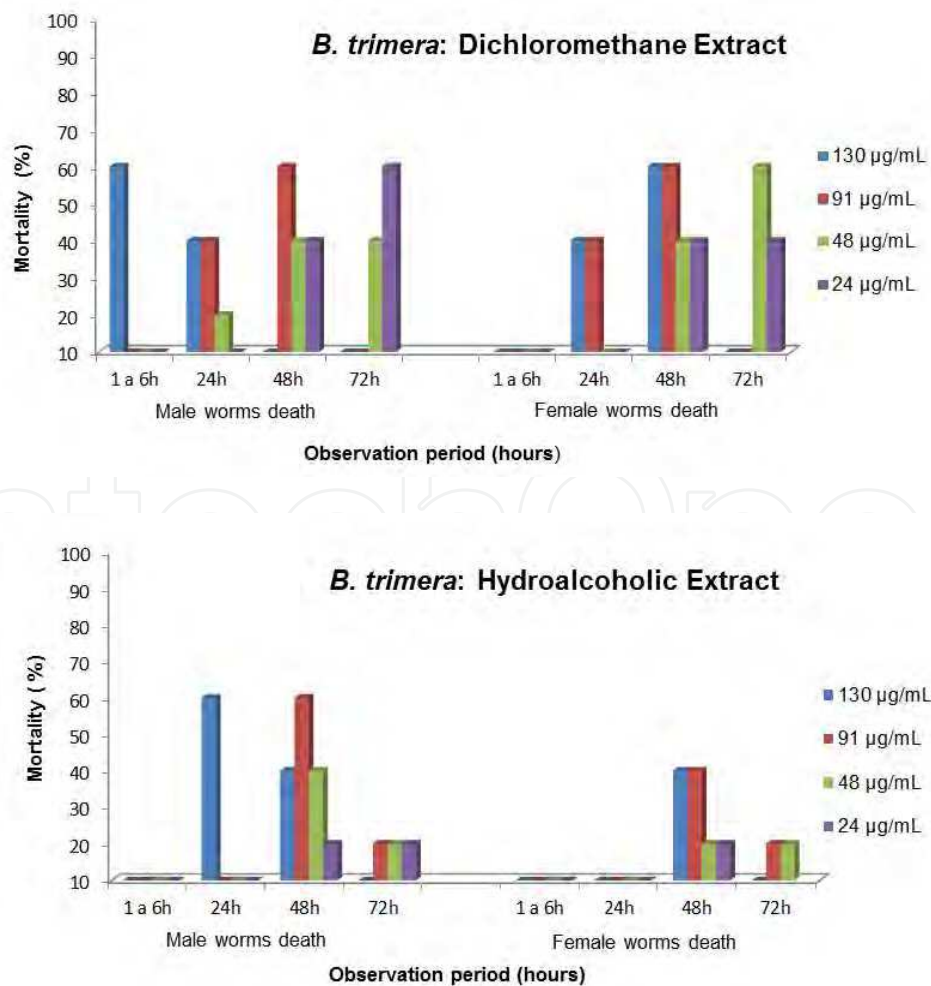 B. trimera: Dichloromethane Extract
Mortality (%)
100
90
80
70
60
50
40
30
20
10
1 a 6h 24h 48h 72h 1 a 6h 24h 48h 72h
Male worms death Female worms death
Observation period (hours)
130 µg/mL
91 µg/mL
48 µg/mL
24 µg/mL
B. trimera: Hydroalcoholic Extract
Mortality ( %)
100
90
80
70
60
50
40
30
20
10
1 a 6h 24h 48h 72h 1 a 6h 24h 48h 72h
Male worms death Female worms death
Observation period (hours)
130 µg/mL
91 µg/mL
48 µg/mL
24 µg/mL